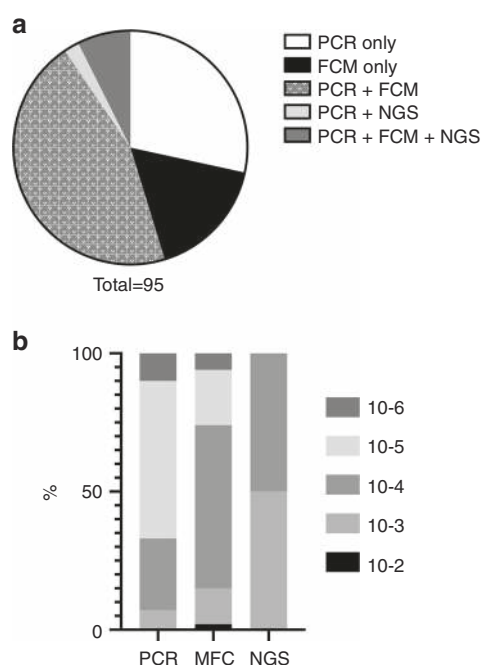 a
PCR only
FCM only
PCR + FCM
PCR + NGS
PCR + FCM + NGS
Total=95
b
100
50
0
%
PCR
MFC
NGS
10-6
10-5
10-4
10-3
10-2